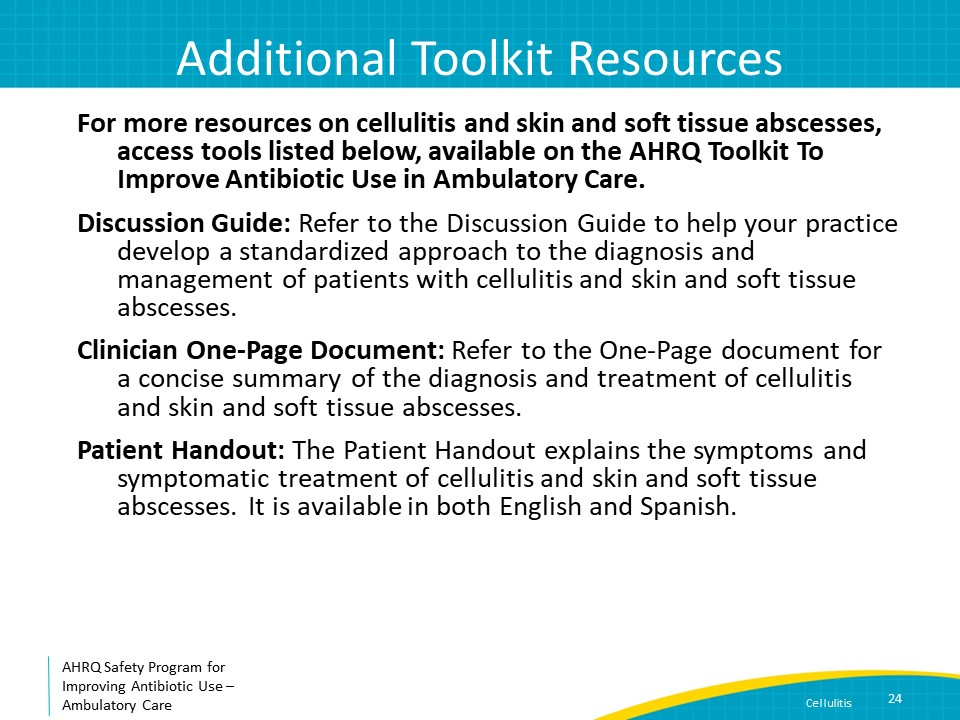 Additional Toolkit Resources
For more resources on cellulitis and skin and soft tissue abscesses,
access tools listed below, available on the AHRQ Toolkit To
Improve Antibiotic Use in Ambulatory Care.
Discussion Guide: Refer to the Discussion Guide to help your practice
develop a standardized approach to the diagnosis and
management of patients with cellulitis and skin and soft tissue
abscesses.
Clinician One-Page Document: Refer to the One-Page document for
a concise summary of the diagnosis and treatment of cellulitis
and skin and soft tissue abscesses.
Patient Handout: The Patient Handout explains the symptoms and
symptomatic treatment of cellulitis and skin and soft tissue
abscesses. It is available in both English and Spanish.
AHRQ Safety Program for
Improving Antibiotic Use –
Ambulatory Care
Cellulitis
24